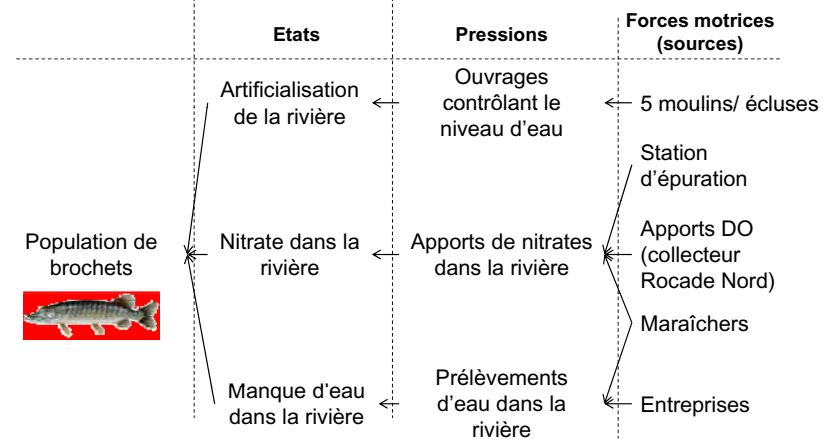 Etats
Pressions
Forces motrices
(sources)
Artificialisation
de la rivière
Ouvrages
contrôlant le
niveau d'eau
5 moulins/ écluses
Station
d'épuration
Population de
brochets
Nitrate dans la
rivière
Apports de nitrates
dans la rivière
Apports DO
(collecteur
Rocade Nord)
Maraîchers
Manque d'eau
dans la rivière
Prélèvements
d'eau dans la
rivière
Entreprises